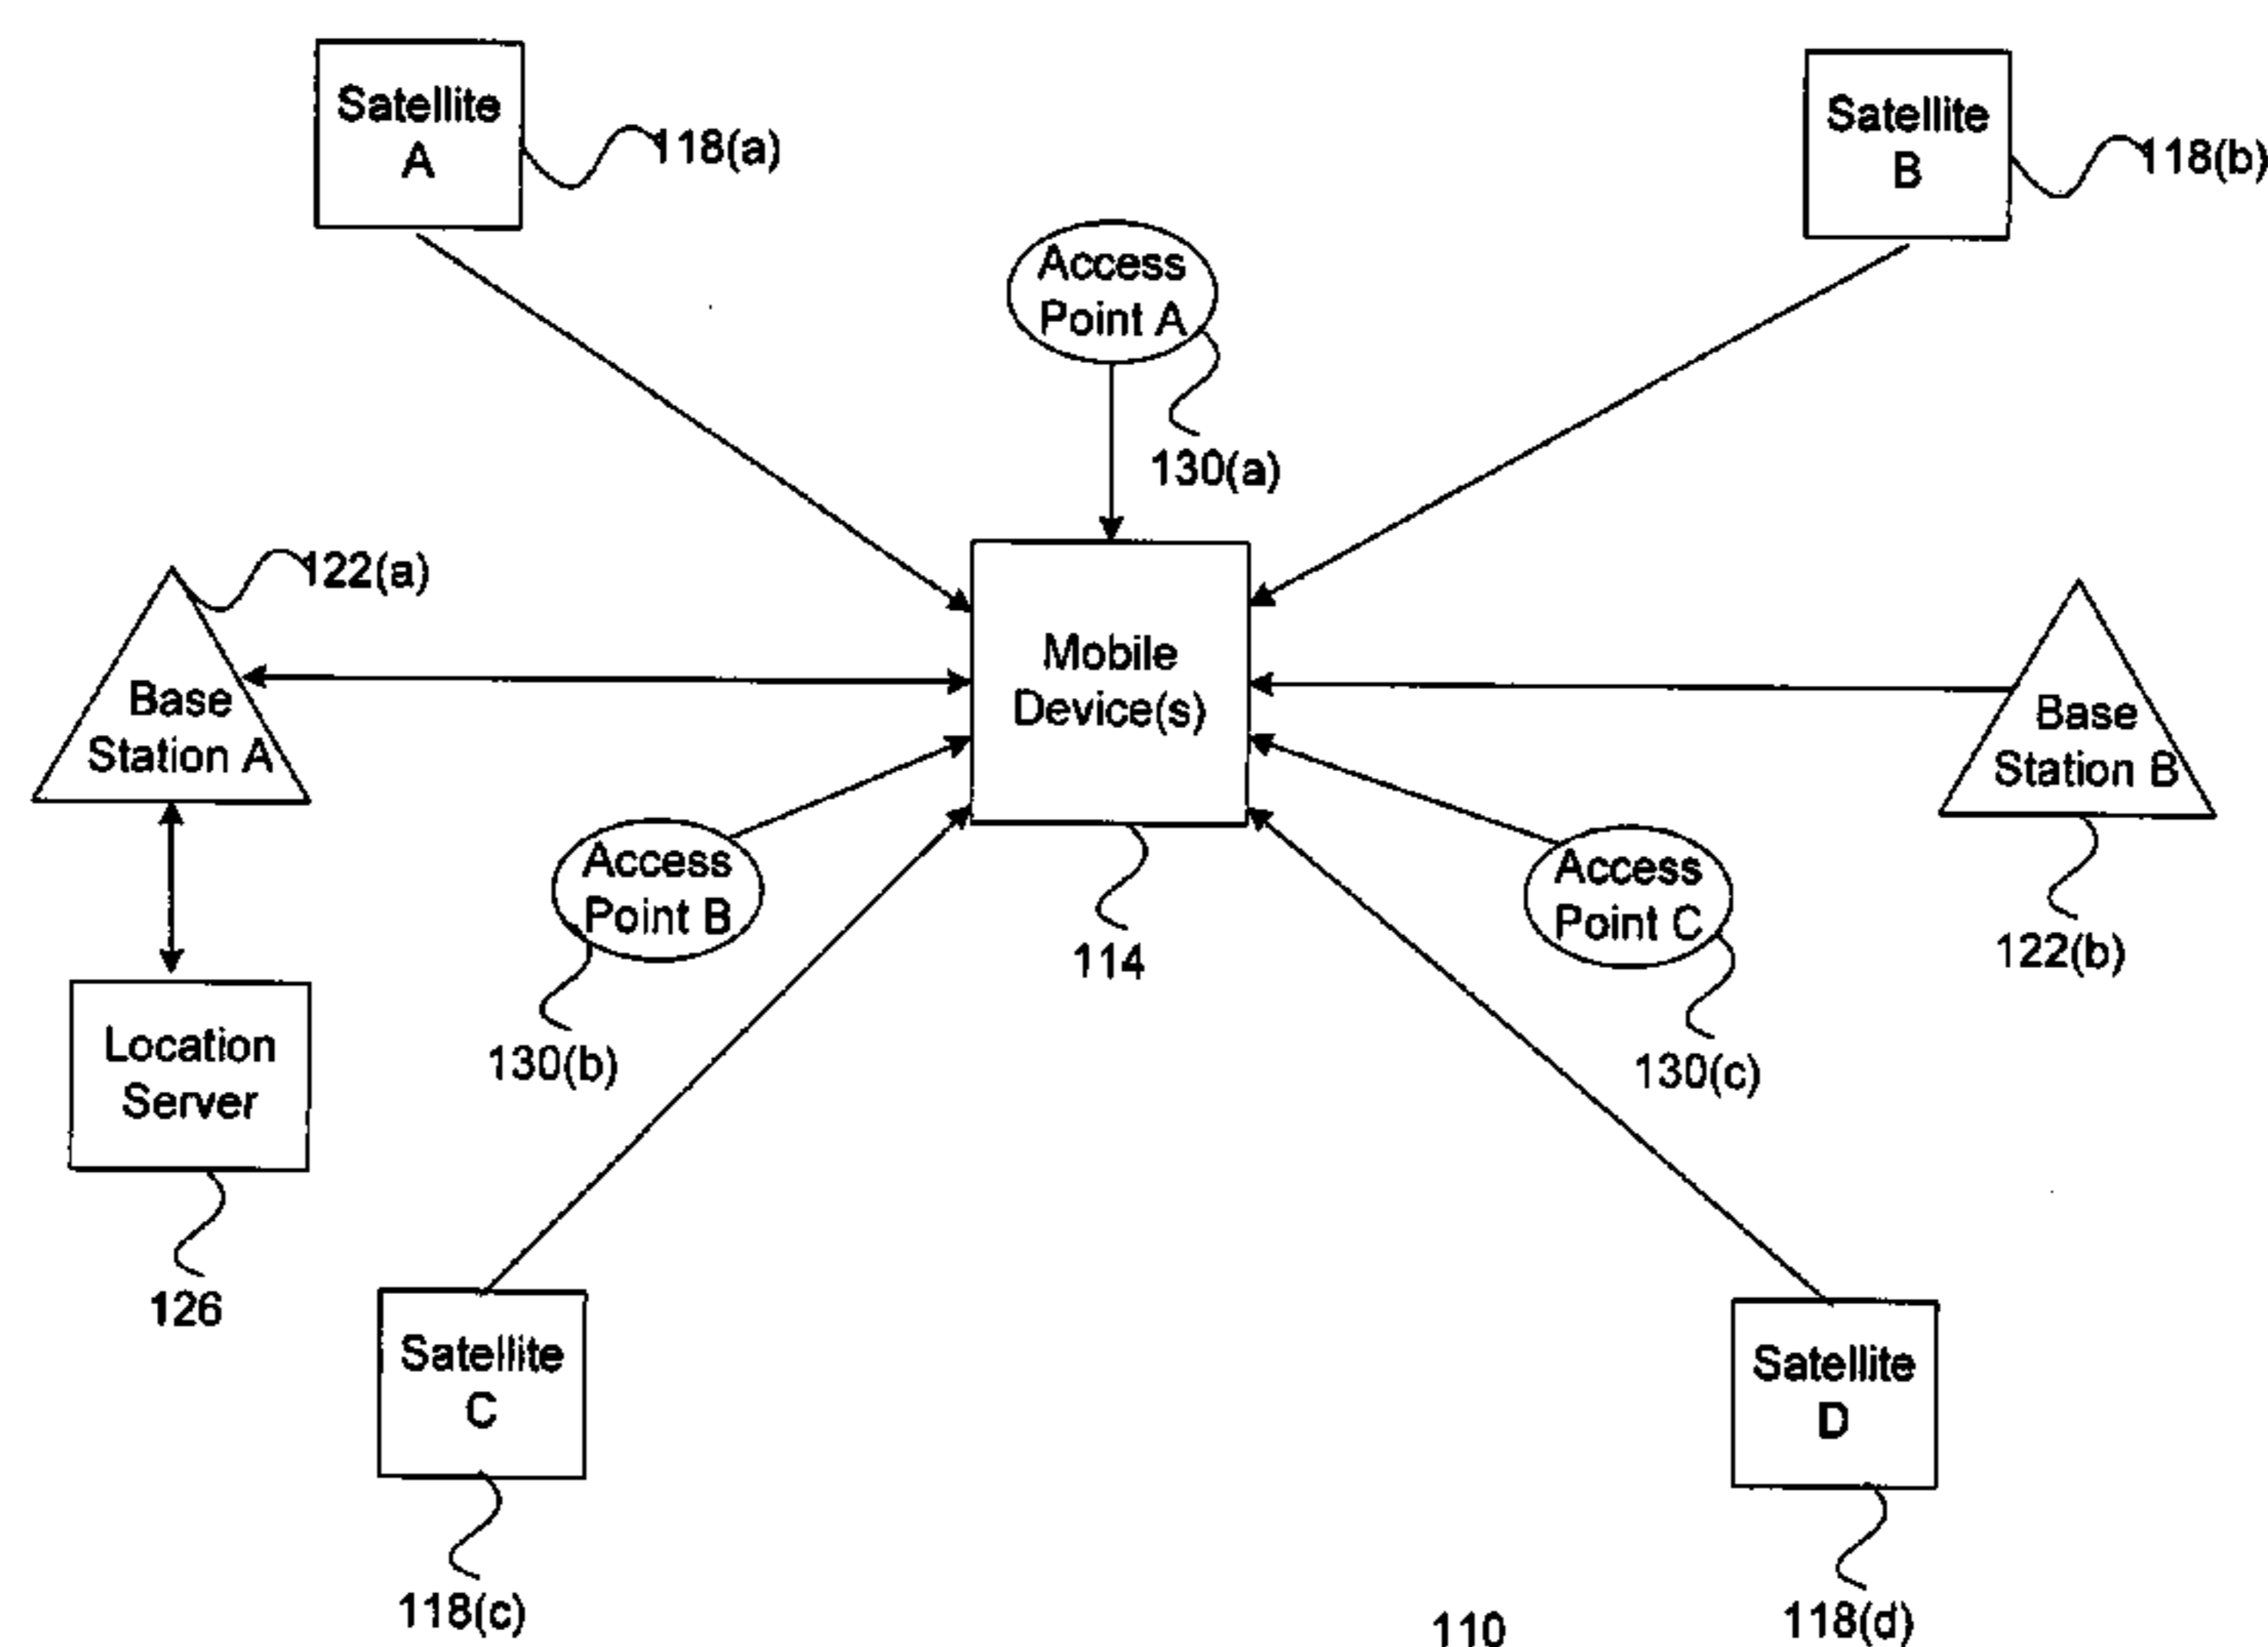 Satellite
A
118(a)
Satellite
B
118(b)
Access
Point A
130(a)
122(a)
Base
Station A
Mobile
Device(s)
114
Base
Station B
122(b)
Access
Point B
130(b)
Access
Point C
130(c)
Location
Server
126
Satellite
C
118(c)
Satellite
D
118(d)
110